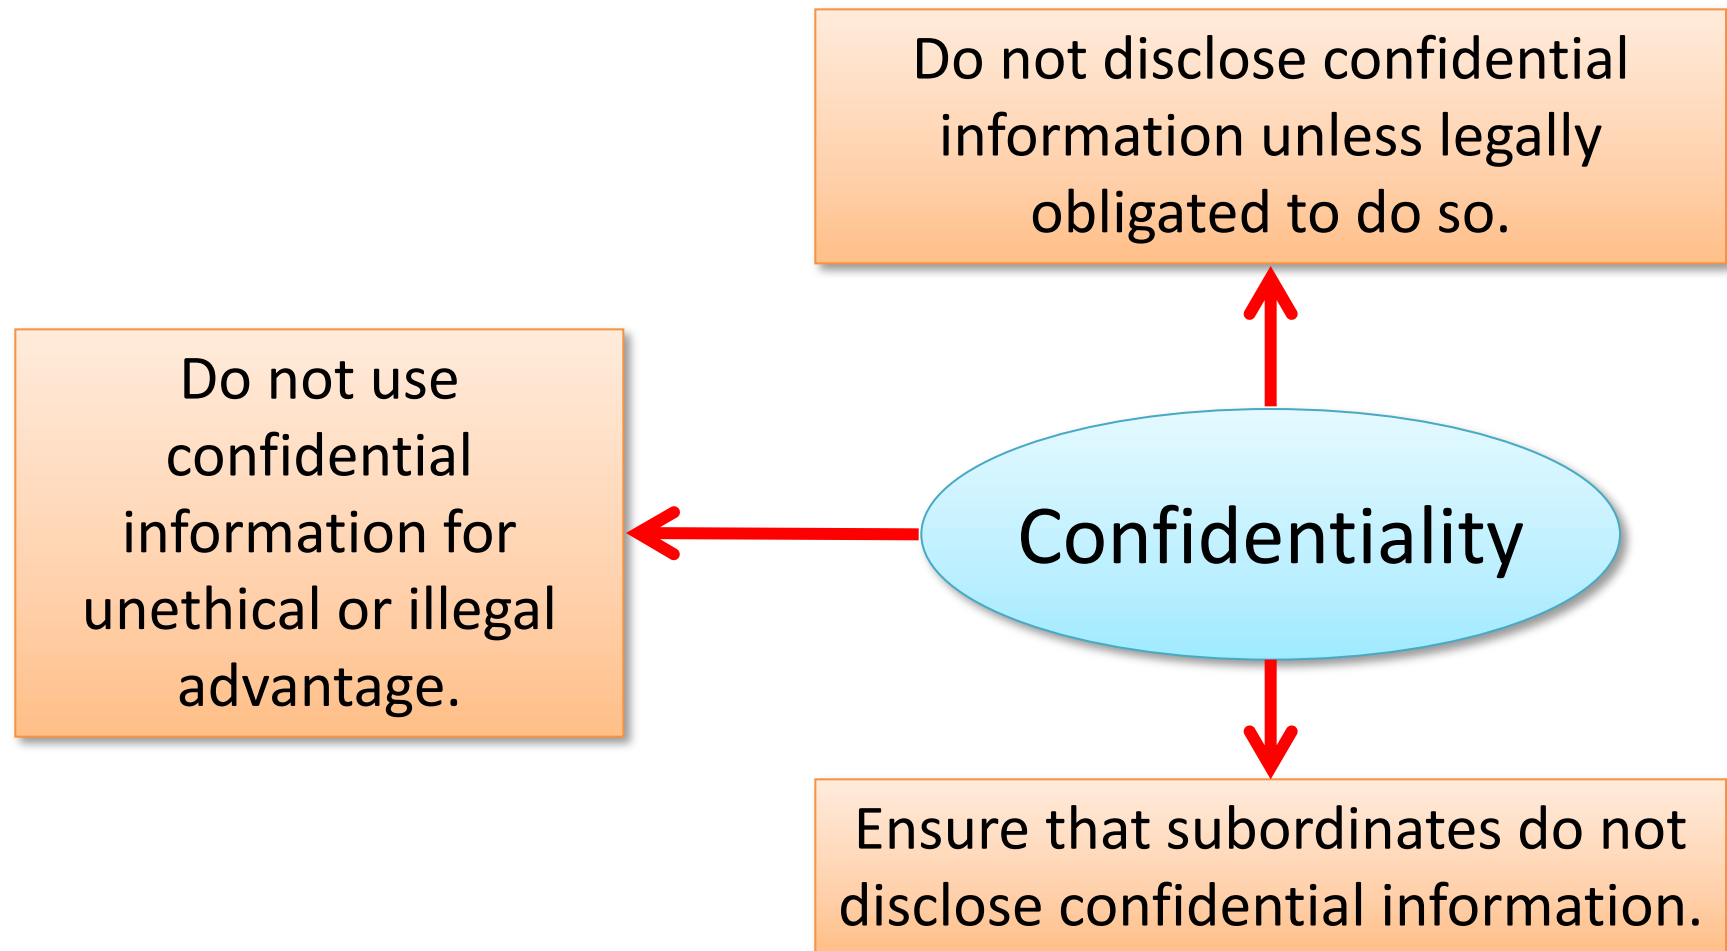 Do not disclose confidential
information unless legally
obligated to do so.
Do not use
confidential
information for
unethical or illegal
advantage.
Confidentiality
Ensure that subordinates do not
disclose confidential information.